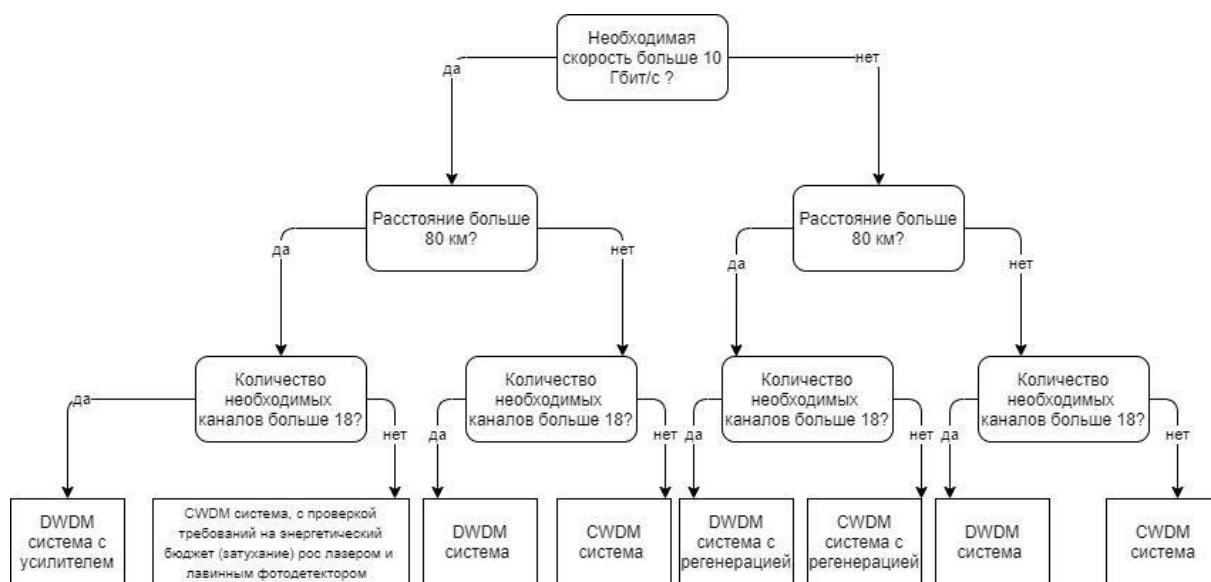 Необходимая
скорость больше 10
Гбит/с ?
да
нет
Расстояние больше
80 км?
да
нет
Расстояние больше
80 км?
да
нет
Количество
необходимых
каналов больше 18?
да
нет
Количество
необходимых
каналов больше 18?
да
нет
Количество
необходимых
каналов больше 18?
да
нет
Количество
необходимых
каналов больше 18?
да
нет
DWDM
система с
усилителем
CWDM система, с проверкой
требований на энергетический
бюджет (затухание) рос лазером и
лавинным фотодетектором
DWDM
система
CWDM
система
DWDM
система с
регенерацией
CWDM
система с
регенерацией
DWDM
система
CWDM
система